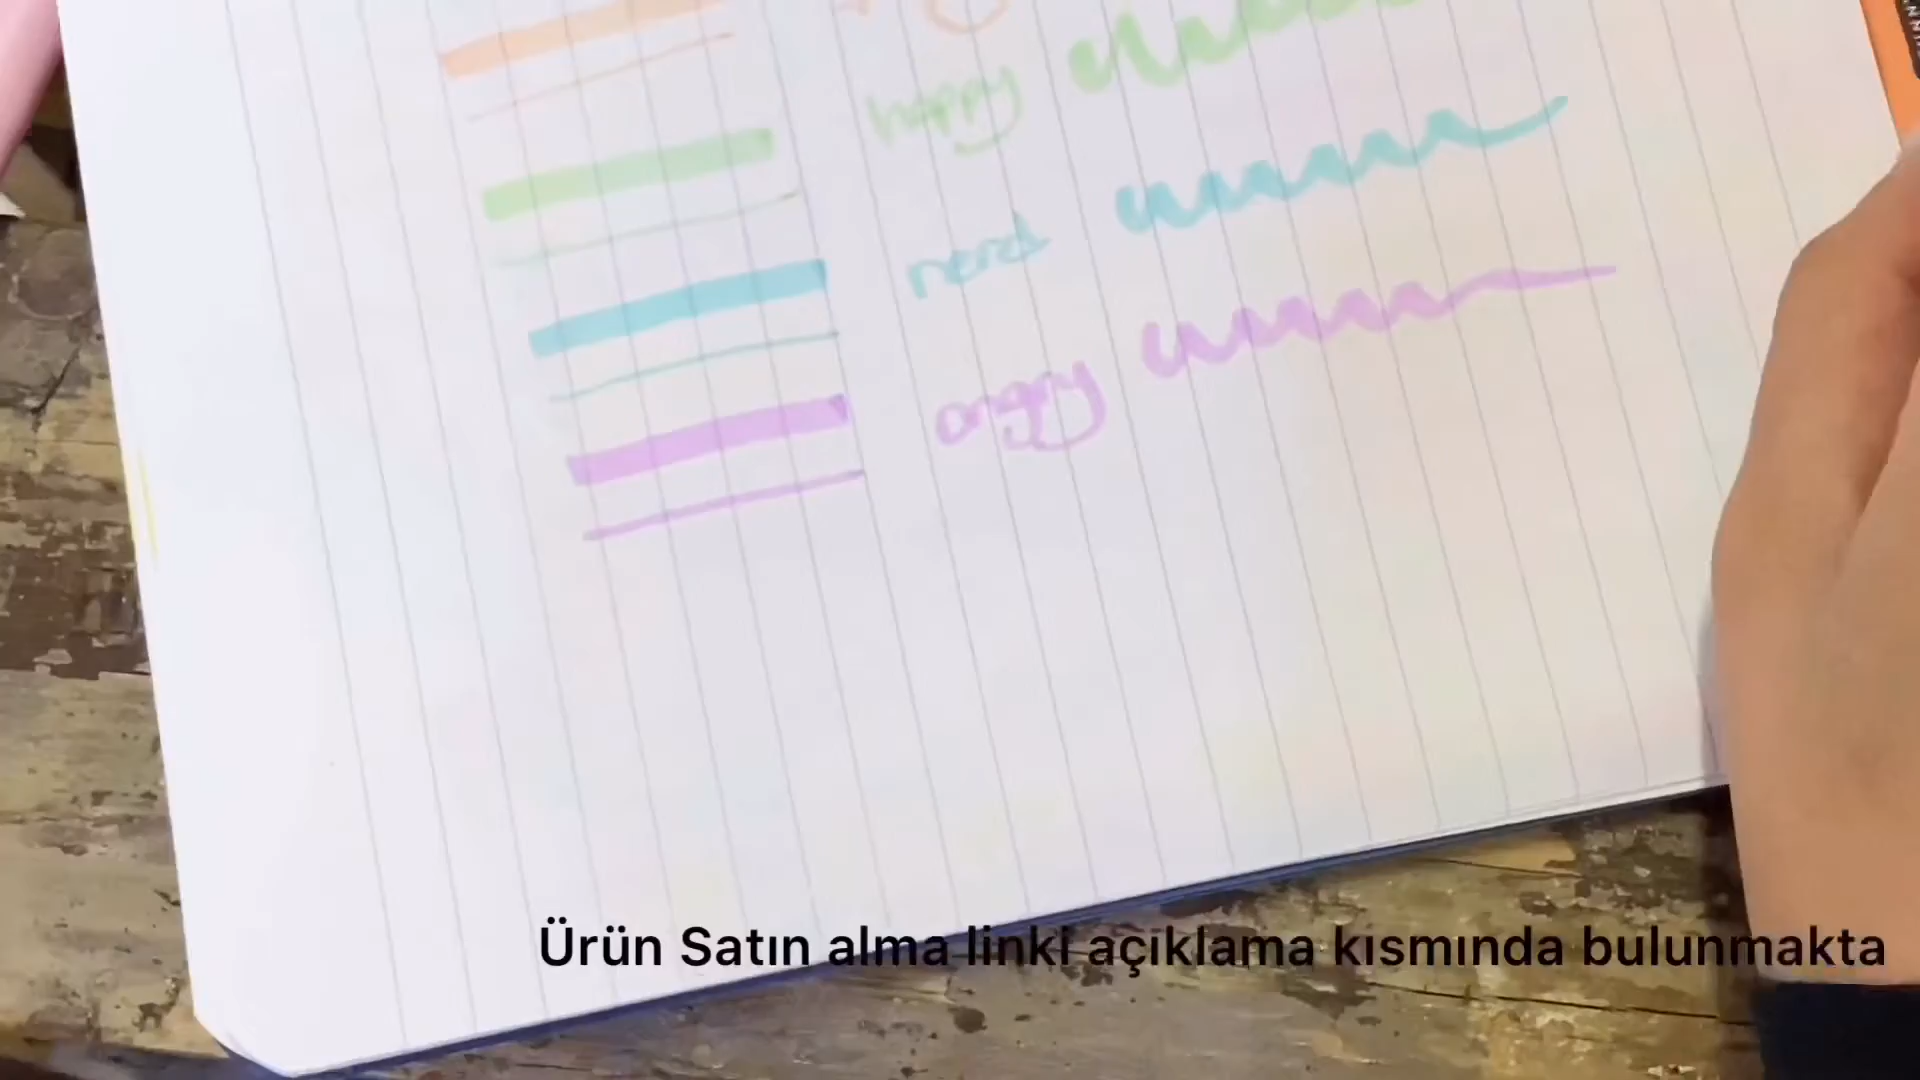 happy
nerd
angry
Ürün Satın alma linki açıklama kısmında bulunmakta